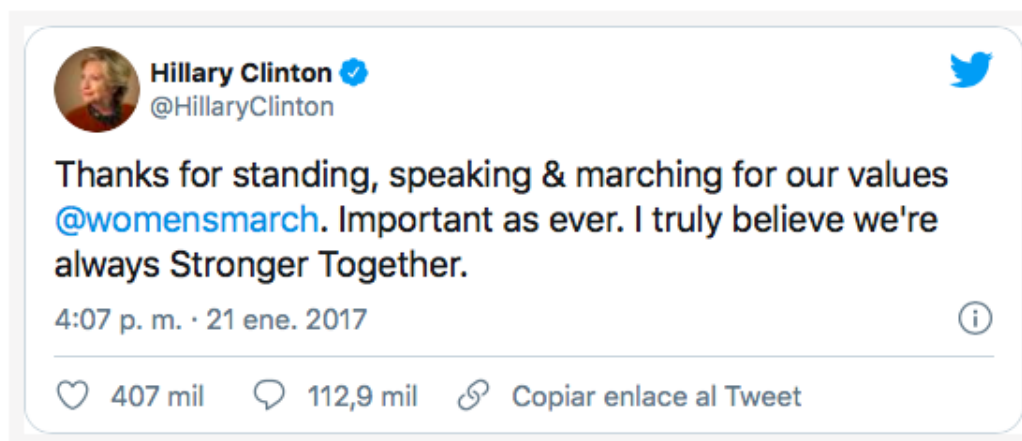 Hillary Clinton
@HillaryClinton
Thanks for standing, speaking & marching for our values
@womensmarch. Important as ever. I truly believe we're
always Stronger Together.
4:07 p. m. · 21 ene. 2017
407 mil 112,9 mil Copiar enlace al Tweet